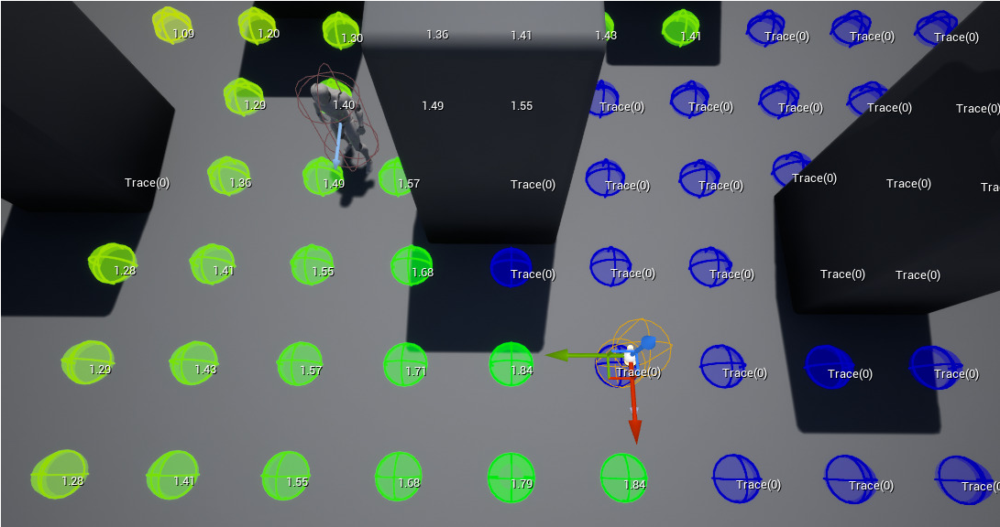 1.09 1.20 1.30 1.36 1.41 1.43 1.41 Trace(0) Trace(0) Trace(0)
1.29 1.40 1.49 1.55 Trace(0) Trace(0) Trace(0) Trace(0) Trace(0)
Trace(0) 1.36 1.49 1.57 Trace(0) Trace(0) Trace(0) Trace(0) Trace(0)
1.28 1.41 1.55 1.68 Trace(0) Trace(0) Trace(0) Trace(0) Trace(0)
1.29 1.43 1.57 1.71 1.84 Trace(0) Trace(0) Trace(0) Trace(0)
1.28 1.41 1.55 1.68 1.79 1.84 Trace(0) Trace(0) Trace(0)